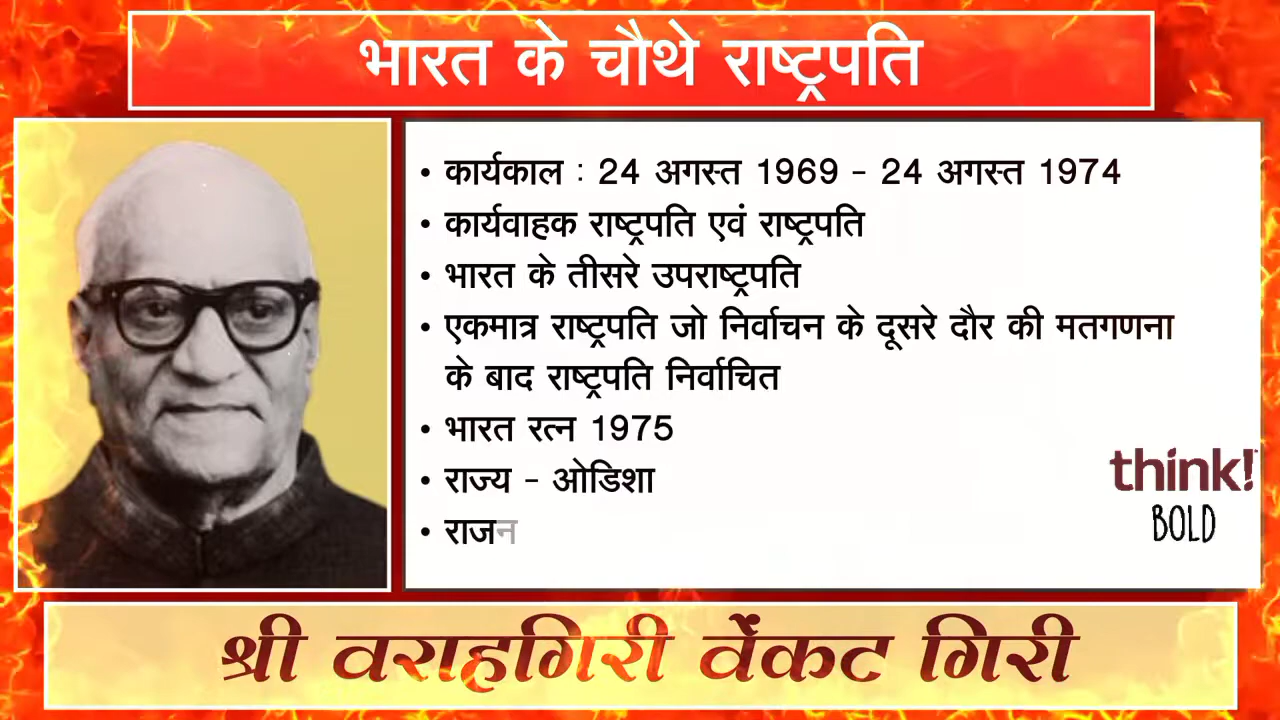 भारत के चौथे राष्ट्रपति
• कार्यकाल : 24 अगस्त 1969 - 24 अगस्त 1974
• कार्यवाहक राष्ट्रपति एवं राष्ट्रपति
• भारत के तीसरे उपराष्ट्रपति
• एकमात्र राष्ट्रपति जो निर्वाचन के दूसरे दौर की मतगणना
के बाद राष्ट्रपति निर्वाचित
• भारत रत्न 1975
• राज्य - ओडिशा
• राजन
think!
BOLD
श्री वराहगिरी वेंकट गिरी